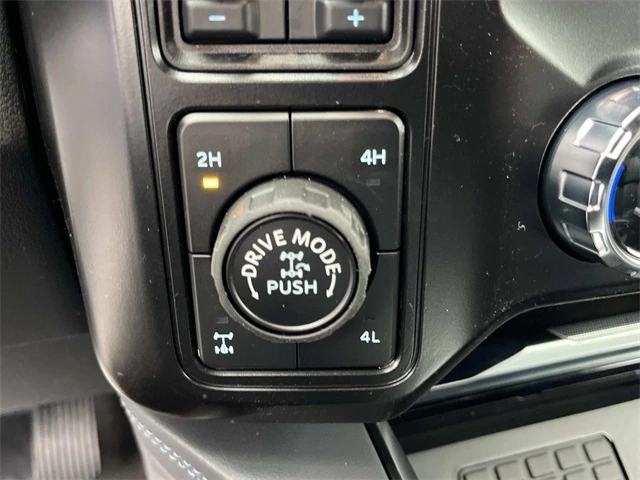 − +
2H 4H
DRIVE MODE
PUSH
4L